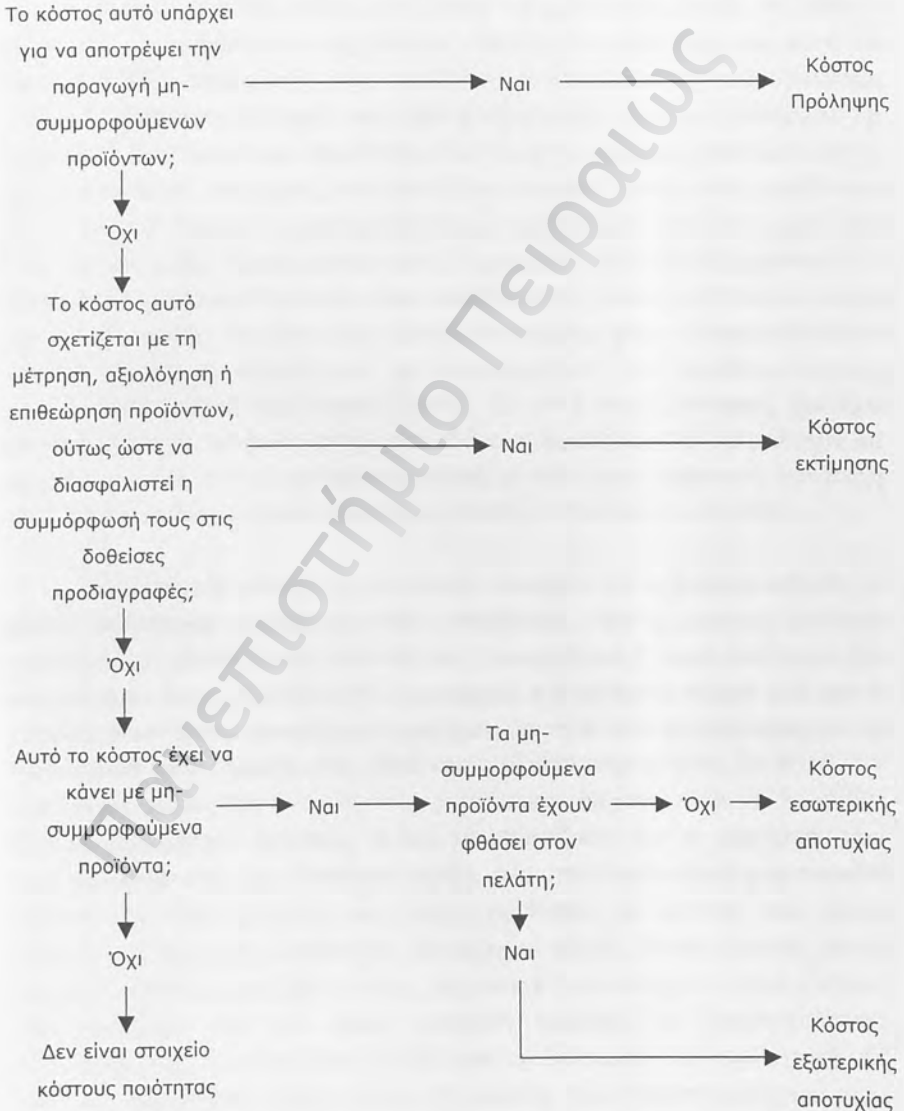 Το κόστος αυτό υπάρχει
για να αποτρέψει την
παραγωγή μη-
συμμορφούμενων
προϊόντων;
Ναι
Κόστος
Πρόληψης
Όχι
Το κόστος αυτό
σχετίζεται με τη
μέτρηση, αξιολόγηση ή
επιθεώρηση προϊόντων,
ούτως ώστε να
διασφαλιστεί η
συμμόρφωσή τους στις
δοθείσες
προδιαγραφές;
Ναι
Κόστος
εκτίμησης
Όχι
Αυτό το κόστος έχει να
κάνει με μη-
συμμορφούμενα
προϊόντα;
Ναι
Τα μη-
συμμορφούμενα
προϊόντα έχουν
φθάσει στον
πελάτη;
Όχι
Κόστος
εσωτερικής
αποτυχίας
Όχι
Ναι
Δεν είναι στοιχείο
κόστους ποιότητας
Κόστος
εξωτερικής
αποτυχίας
Πανεπιστήμιο Πειραιώς